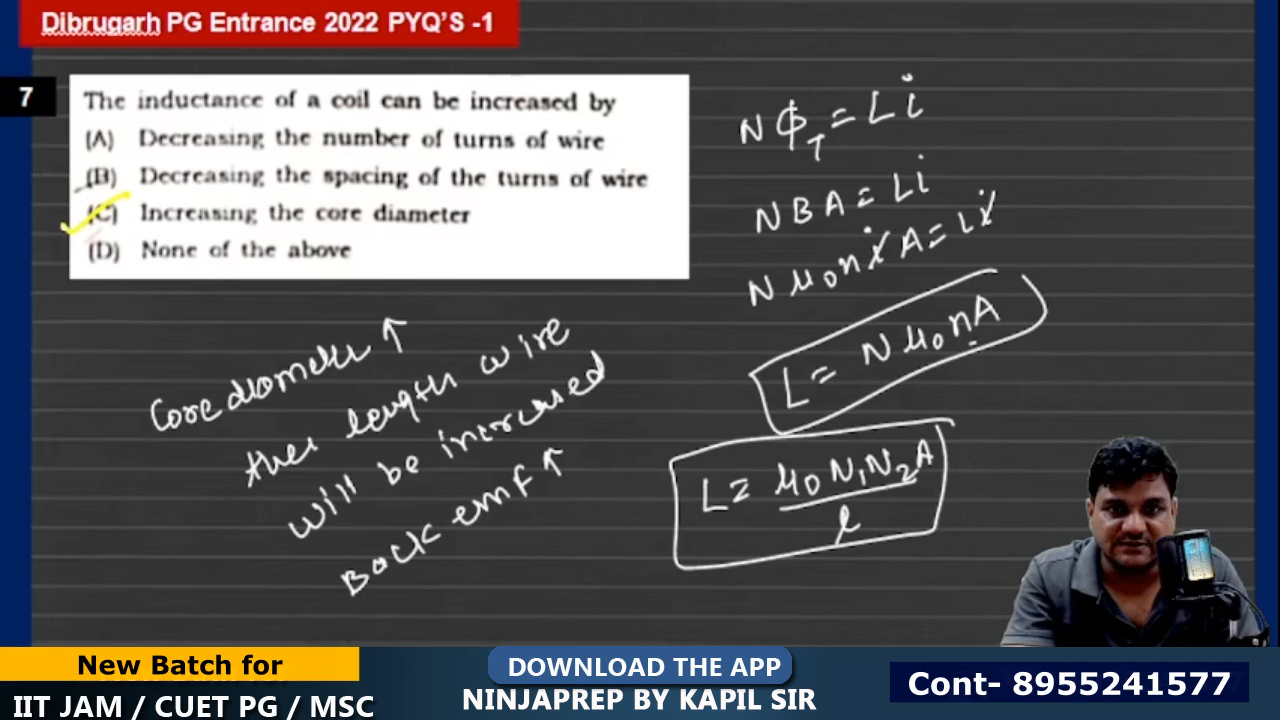 Dibrugarh PG Entrance 2022 PYQ'S -1
7
The inductance of a coil can be increased by
(A) Decreasing the number of turns of wire
(B) Decreasing the spacing of the turns of wire
(C) Increasing the core diameter
(D) None of the above
NΦ_T = Li
NBA = Li
Nμ₀niA = Li
L = Nμ₀nA
L = μ₀N₁N₂A / l
Core diameter ↑
the length wire
will be increased
Back emf ↑
New Batch for
IIT JAM / CUET PG / MSC
DOWNLOAD THE APP
NINJAPREP BY KAPIL SIR
Cont- 8955241577